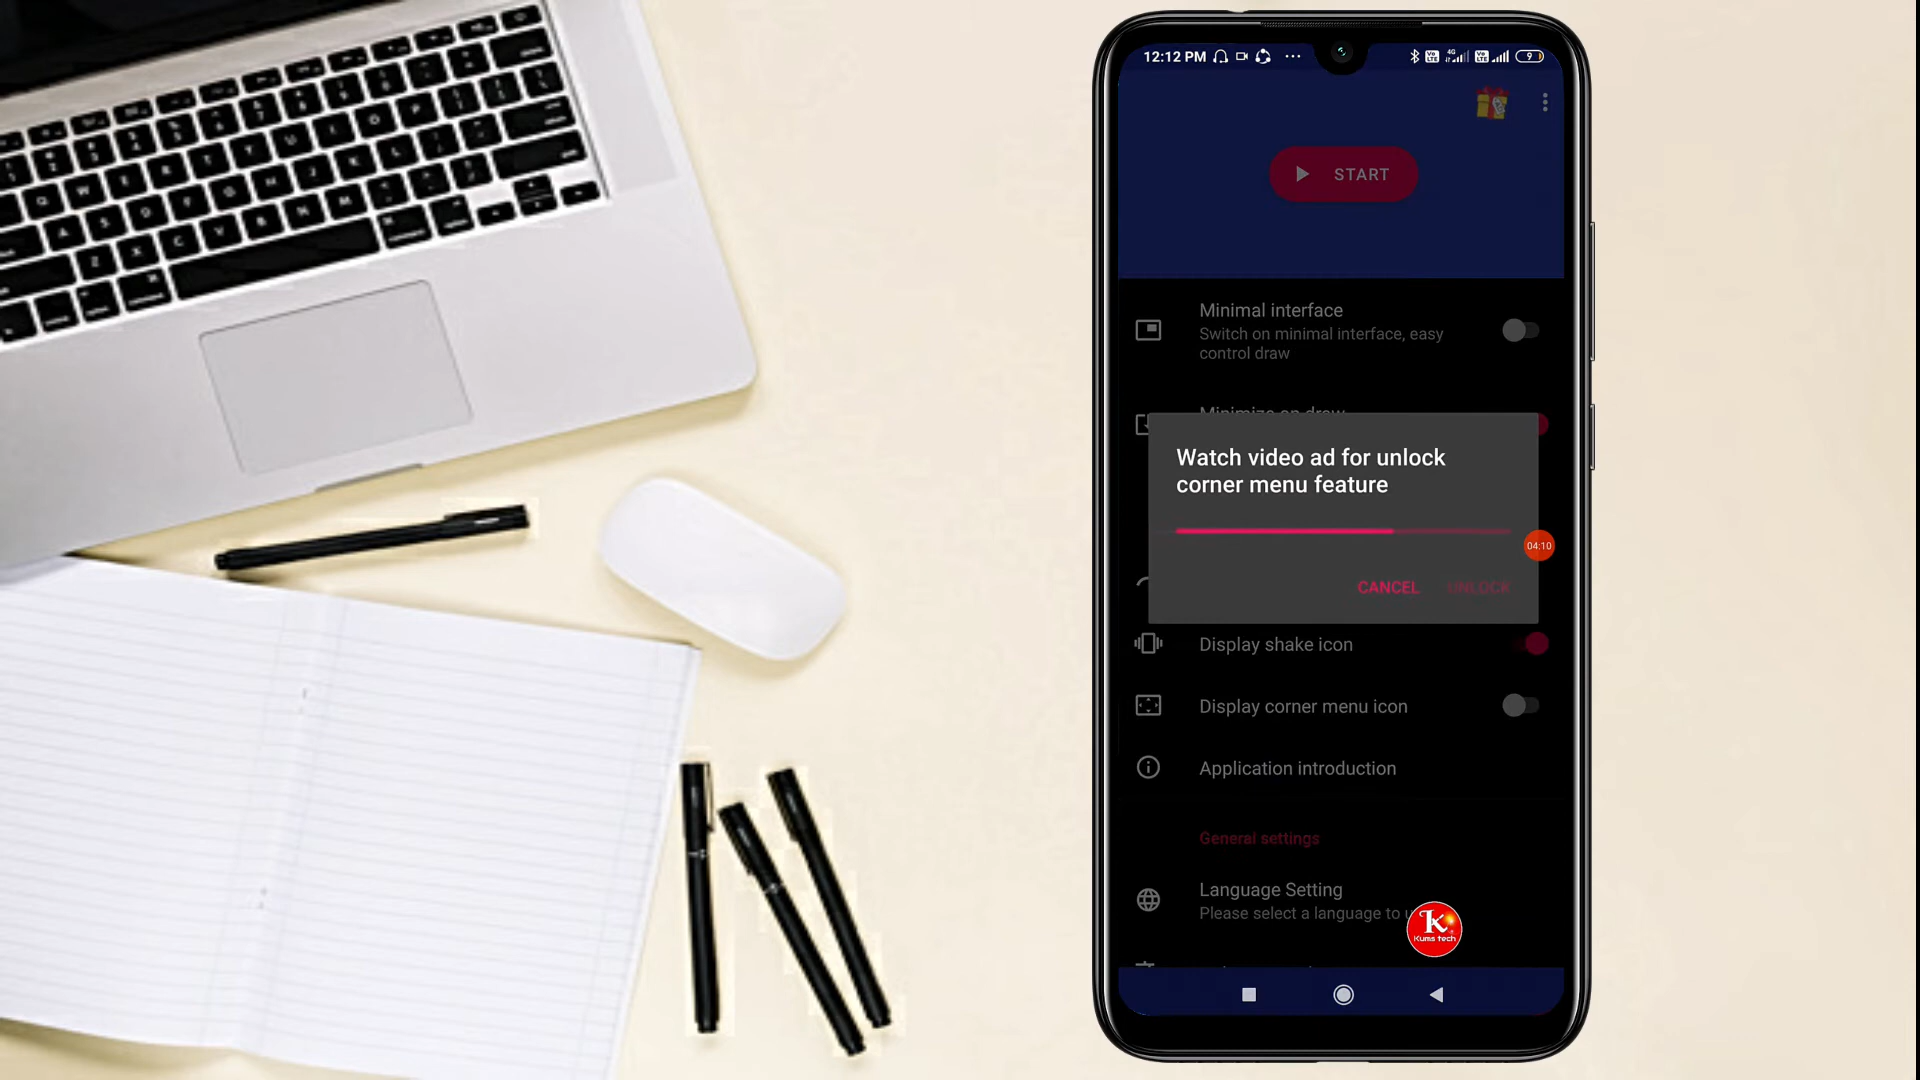 12:12 PM
9
START
Minimal interface
Switch on minimal interface, easy
control draw
Minimize on draw
Watch video ad for unlock
corner menu feature
04:10
CANCEL UNLOCK
Display shake icon
Display corner menu icon
Application introduction
General settings
Language Setting
Please select a language to
K
Kums tech